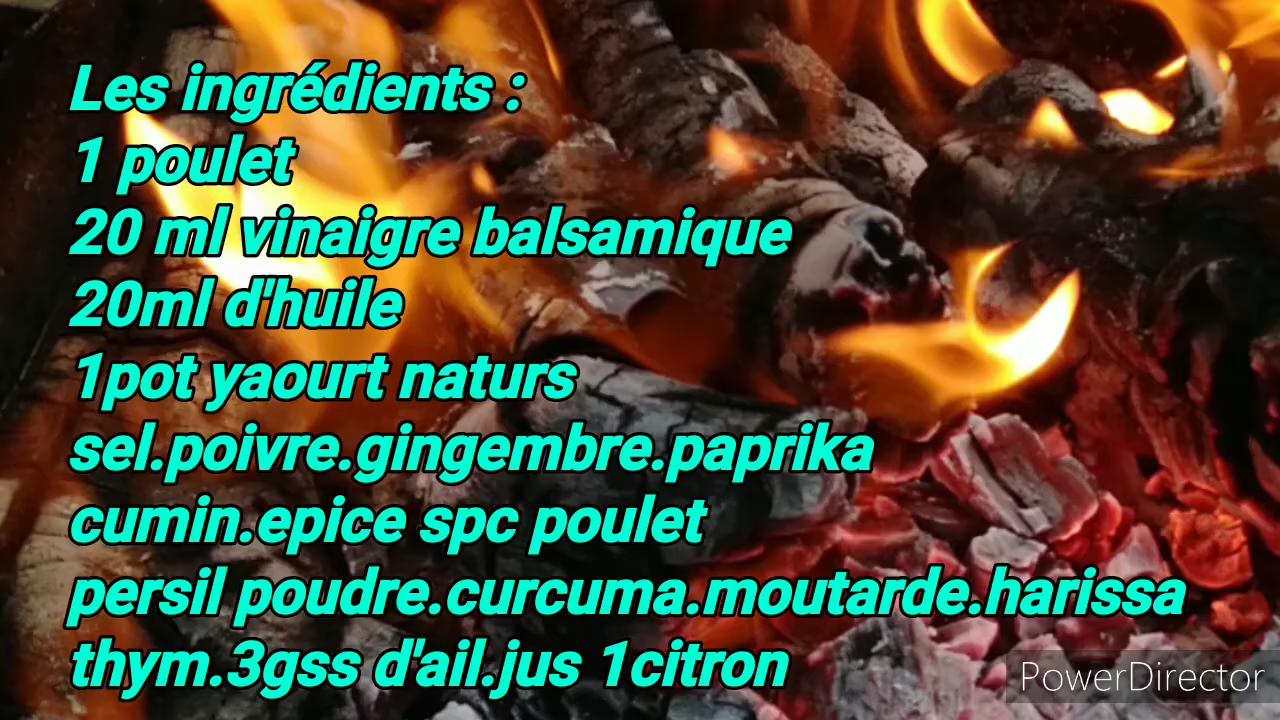 Les ingrédients :
1 poulet
20 ml vinaigre balsamique
20ml d'huile
1pot yaourt naturs
sel.poivre.gingembre.paprika
cumin.epice spc poulet
persil poudre.curcuma.moutarde.harissa
thym.3gss d'ail.jus 1citron
PowerDirector